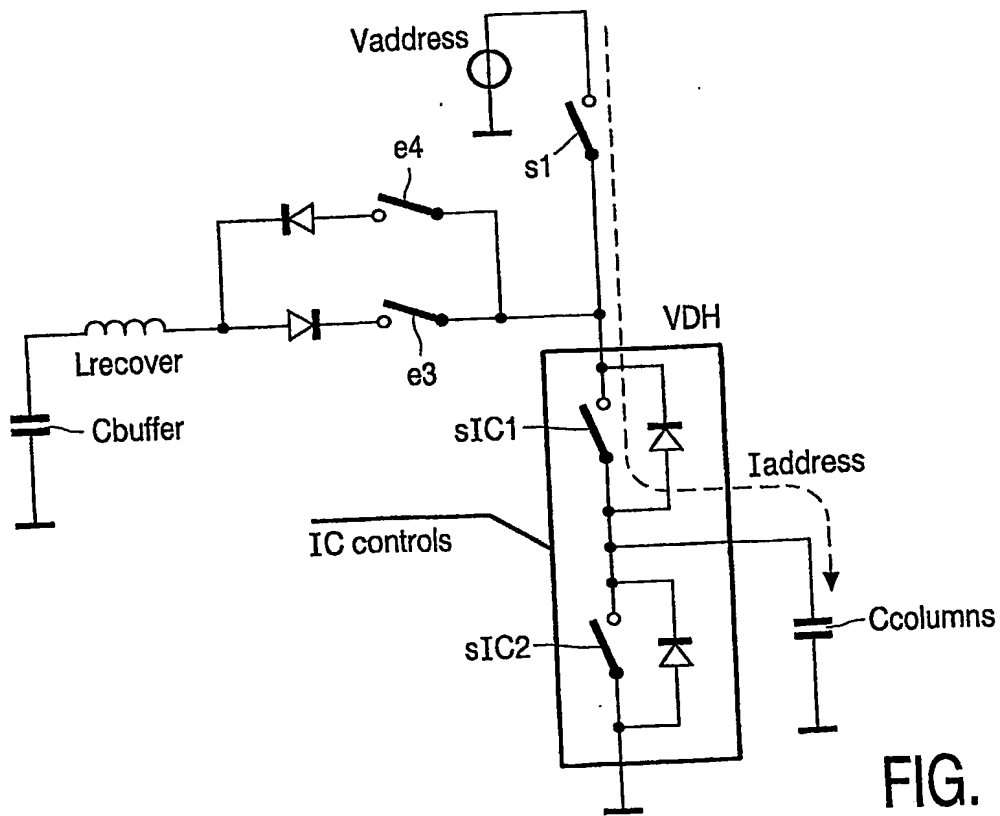 Vaddress
s1
e4
e3
VDH
Lrecover
Cbuffer
sIC1
Iaddress
IC controls
sIC2
Ccolumns
FIG.